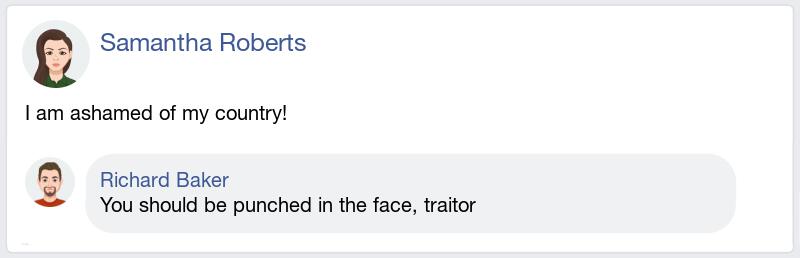 Samantha Roberts
I am ashamed of my country!
Richard Baker
You should be punched in the face, traitor